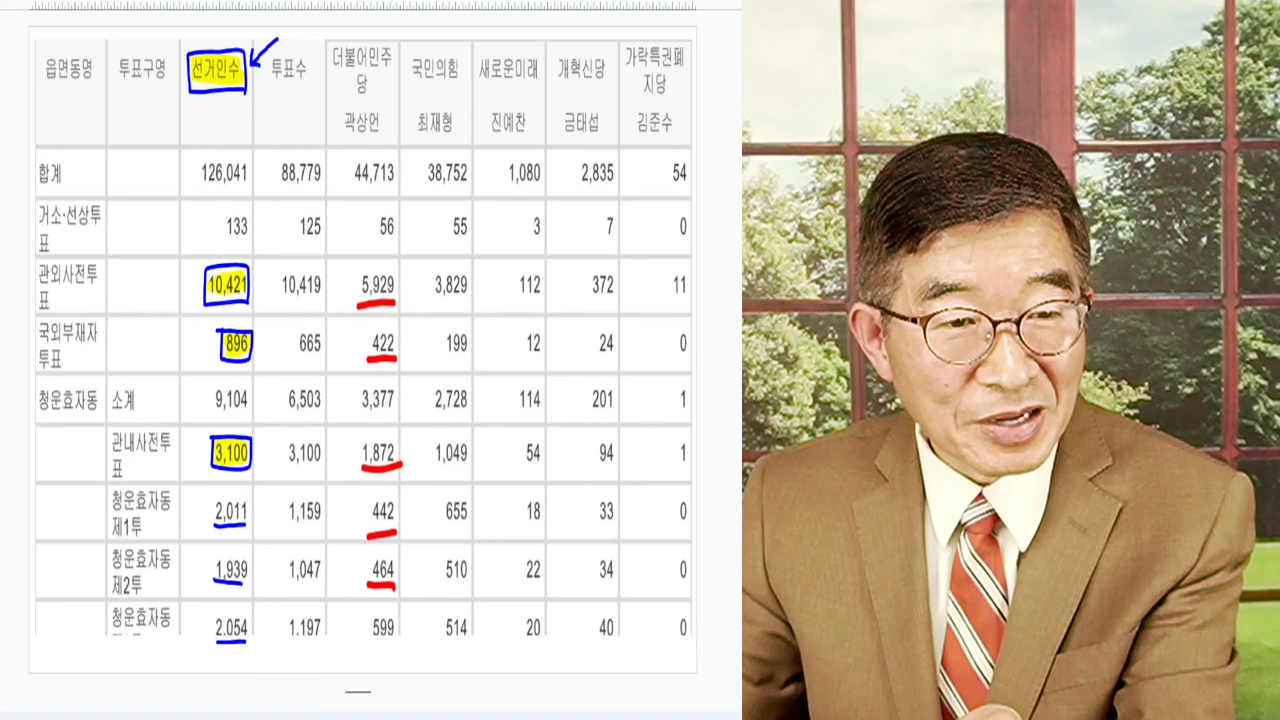 읍면동명 투표구명 선거인수 투표수 더불어민주당 곽상언 국민의힘 최재형 새로운미래 진예찬 개혁신당 금태섭 가락특권폐지당 김준수
합계 126,041 88,779 44,713 38,752 1,080 2,835 54
거소·선상투표 133 125 56 55 3 7 0
관외사전투표 10,421 10,419 5,929 3,829 112 372 11
국외부재자투표 896 665 422 199 12 24 0
청운효자동 소계 9,104 6,503 3,377 2,728 114 201 1
관내사전투표 3,100 3,100 1,872 1,049 54 94 1
청운효자동제1투 2,011 1,159 442 655 18 33 0
청운효자동제2투 1,939 1,047 464 510 22 34 0
청운효자동 2,054 1,197 599 514 20 40 0